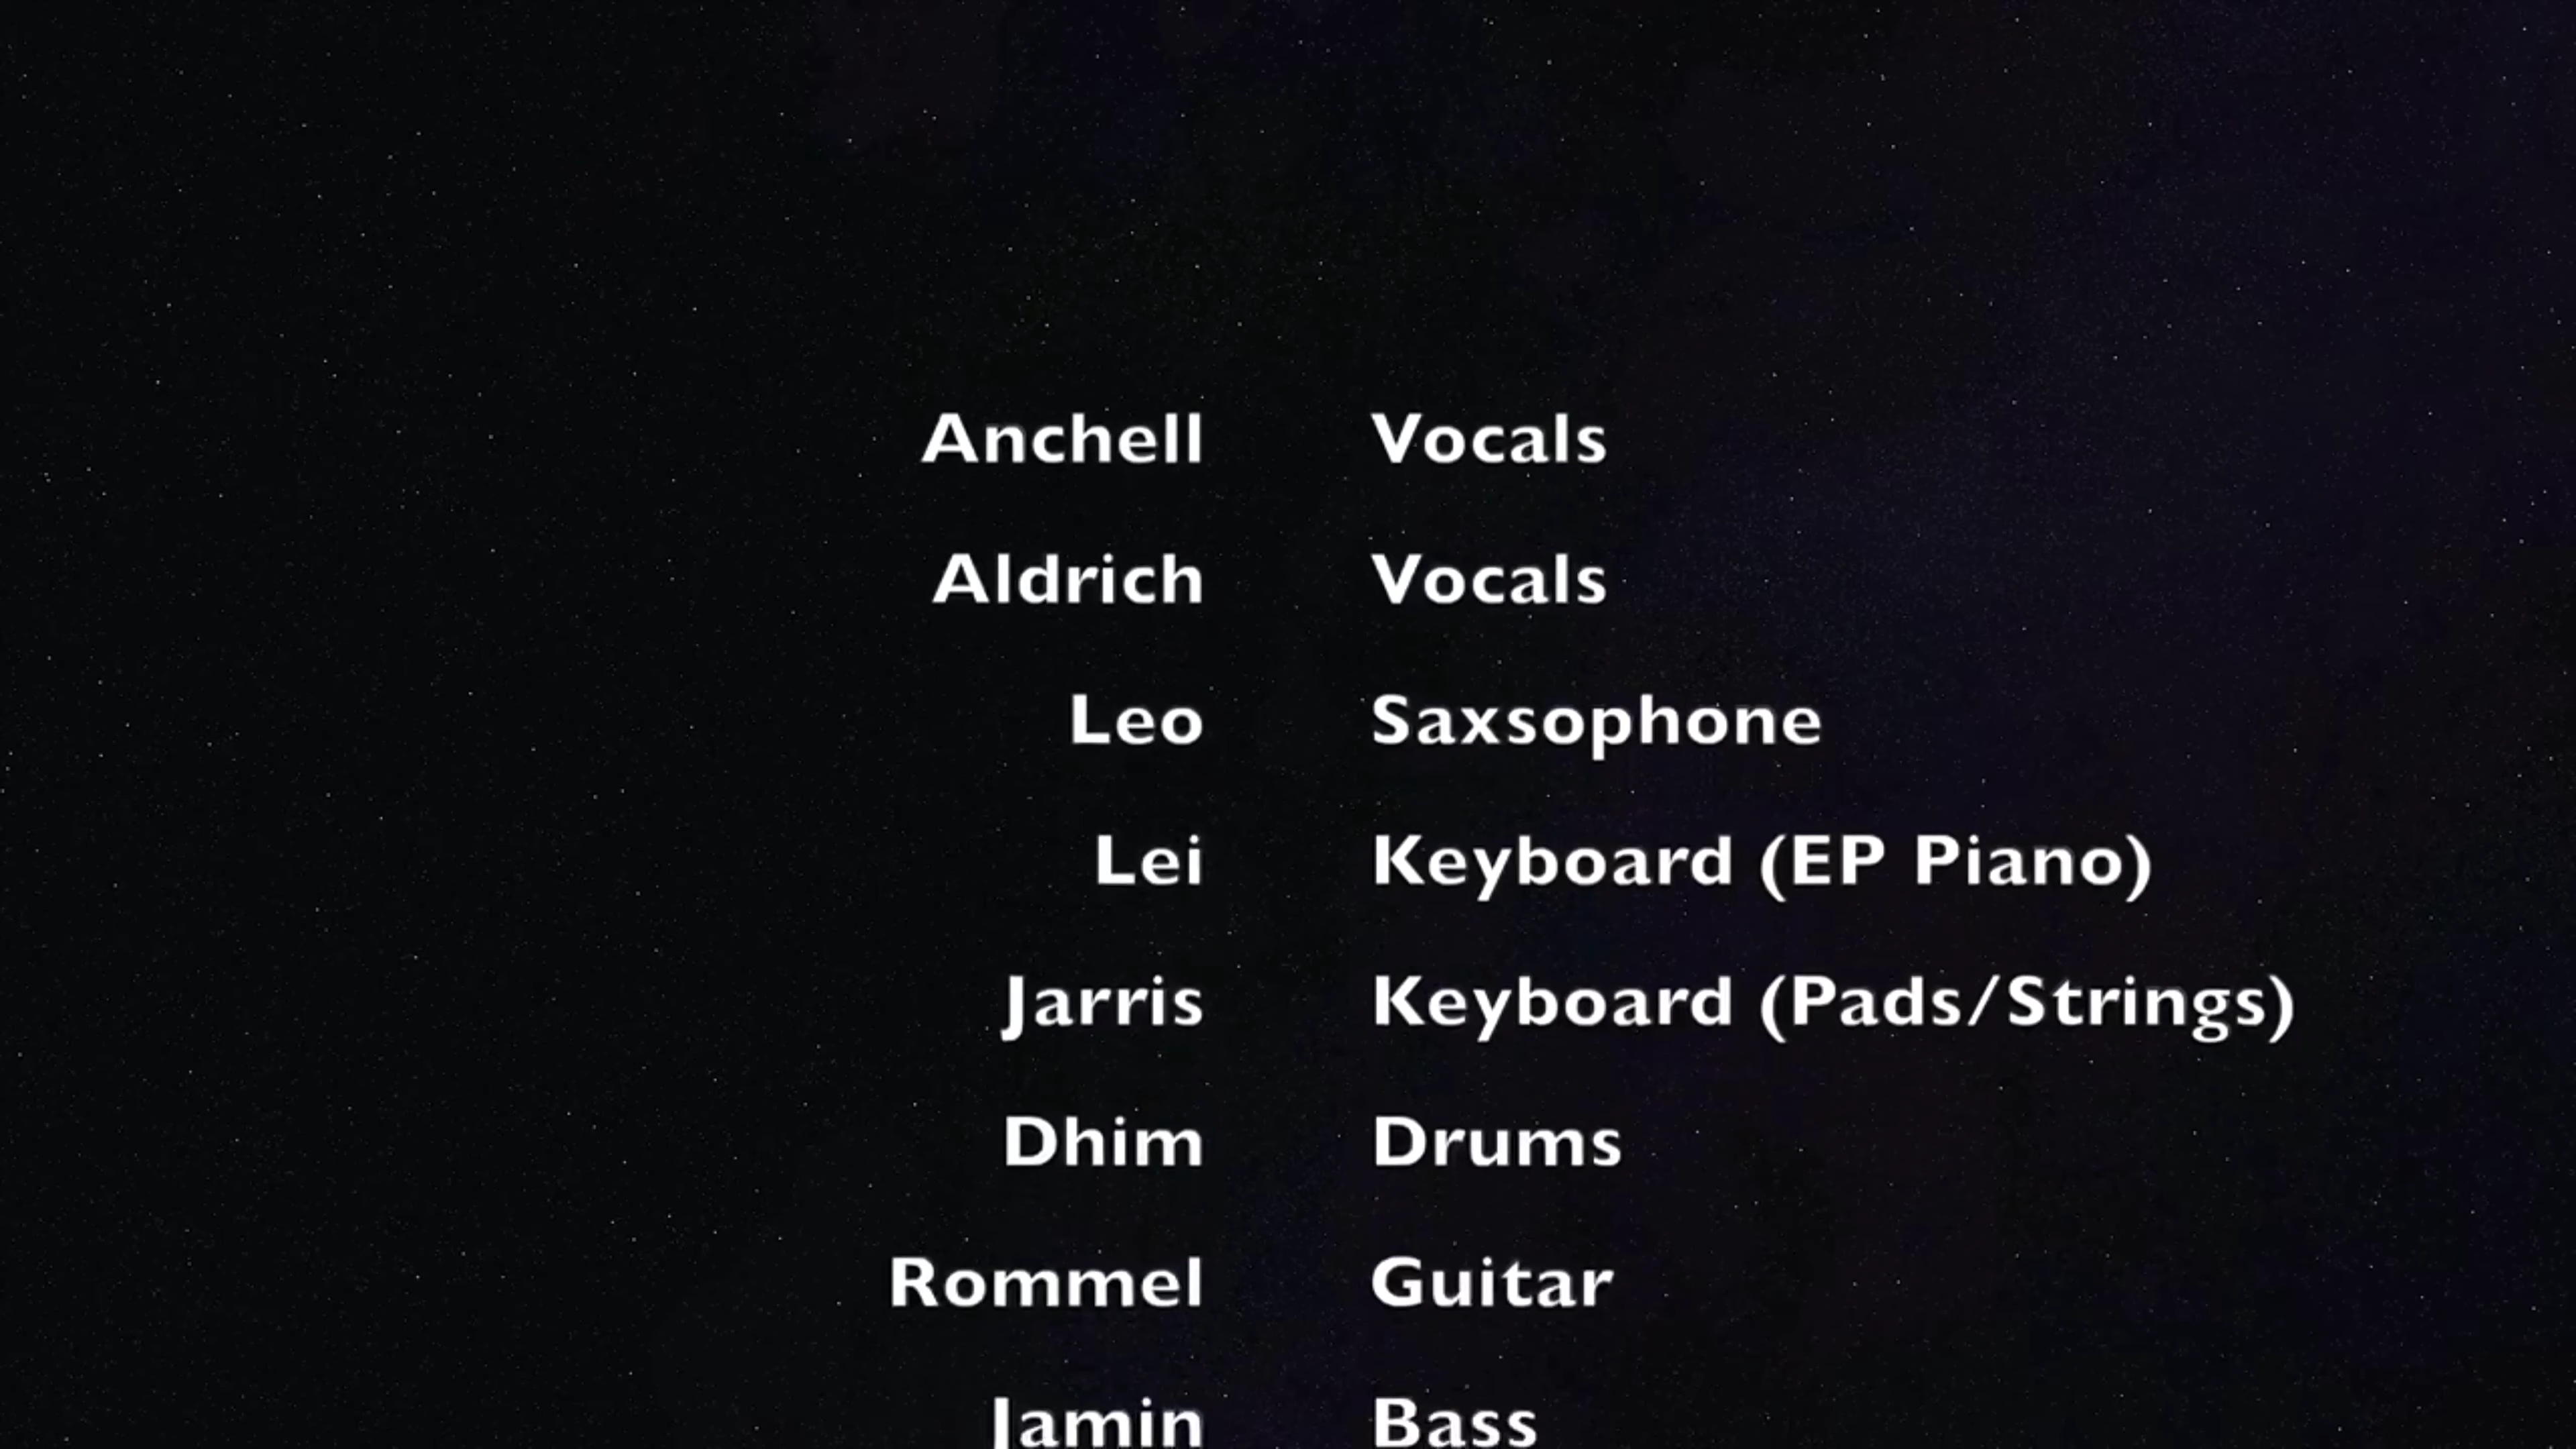 Anchell Vocals
Aldrich Vocals
Leo Saxsophone
Lei Keyboard (EP Piano)
Jarris Keyboard (Pads/Strings)
Dhim Drums
Rommel Guitar
Jamin Bass